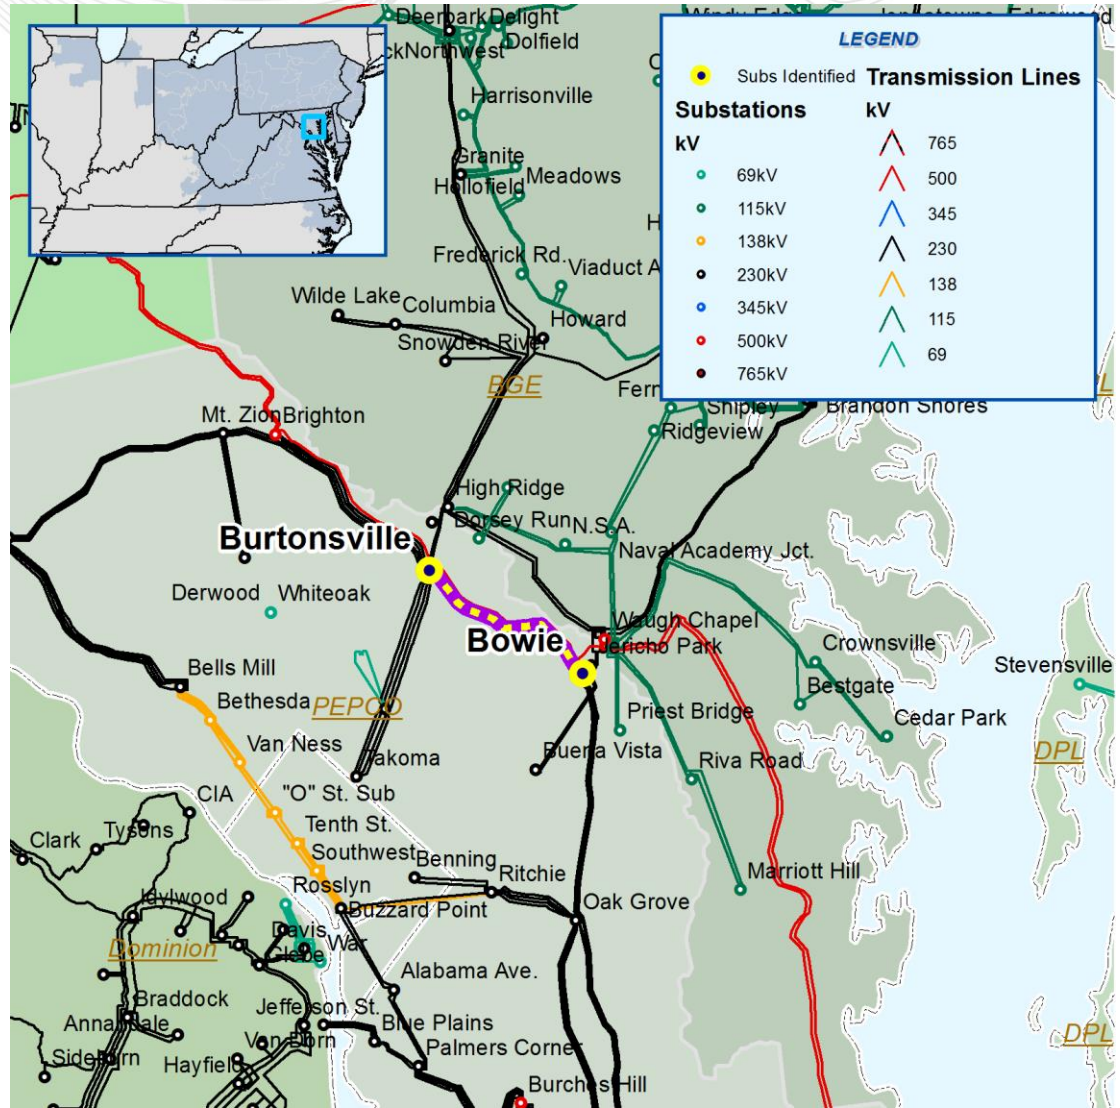 Deerpark Delight
Dolfield
ckNorthwest
Harrisonville
Granite
Hollofield
Meadows
Frederick Rd.
Viaduct A
Wilde Lake
Columbia
Howard
Snowden River
BGE
Fern
Shipley
Brandon Shores
Ridgeview
LEGEND
Subs Identified
Substations
kV
69kV
115kV
138kV
230kV
345kV
500kV
765kV
Transmission Lines
kV
765
500
345
230
138
115
69
Mt. Zion
Brighton
High Ridge
Dorsey Run
N.S.A.
Burtonsville
Naval Academy Jct.
Derwood
Whiteoak
Bowie
Waugh Chapel
Jericho Park
Crownsville
Bells Mill
Bestgate
Stevensville
Bethesda
PEPCO
Priest Bridge
Cedar Park
Van Ness
Buena Vista
DPL
Takoma
Riva Road
CIA
"O" St. Sub
Clark
Tysons
Tenth St.
Southwest
Benning
Ritchie
Marriott Hill
Idylwood
Rosslyn
Buzzard Point
Oak Grove
Davis
War
Glebe
Dominion
Alabama Ave.
Braddock
Jefferson St.
Annandale
Blue Plains
Van Dorn
Sideburn
Hayfield
Palmers Corner
DPL
Burches Hill